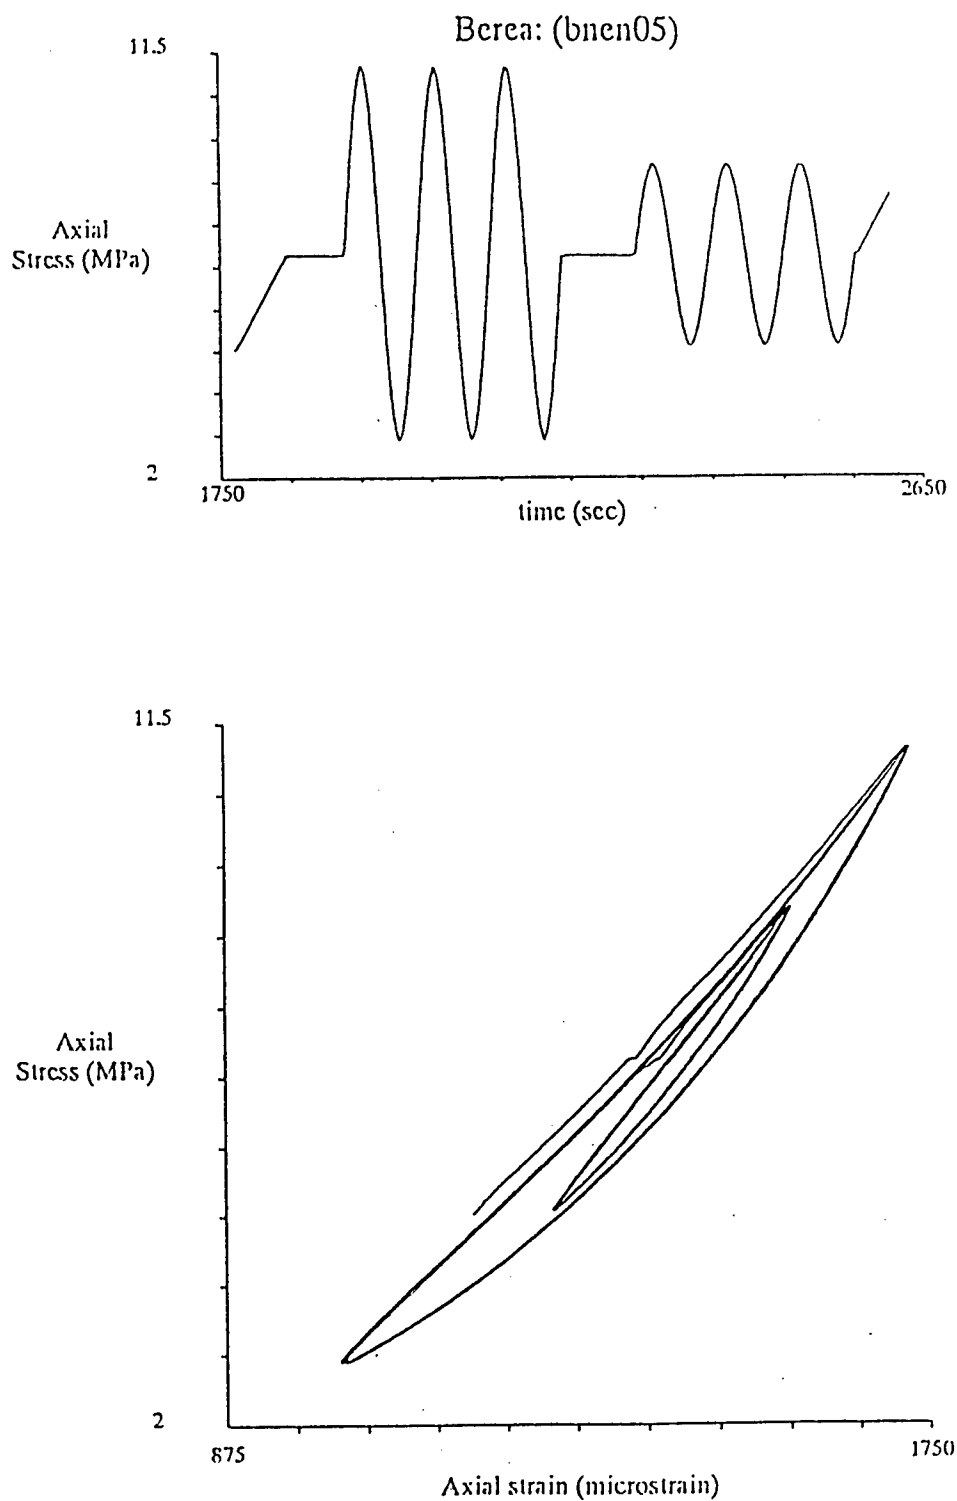 Berea: (bnen05)
11.5
Axial
Stress (MPa)
2
1750
2650
time (sec)
11.5
Axial
Stress (MPa)
2
875
1750
Axial strain (microstrain)